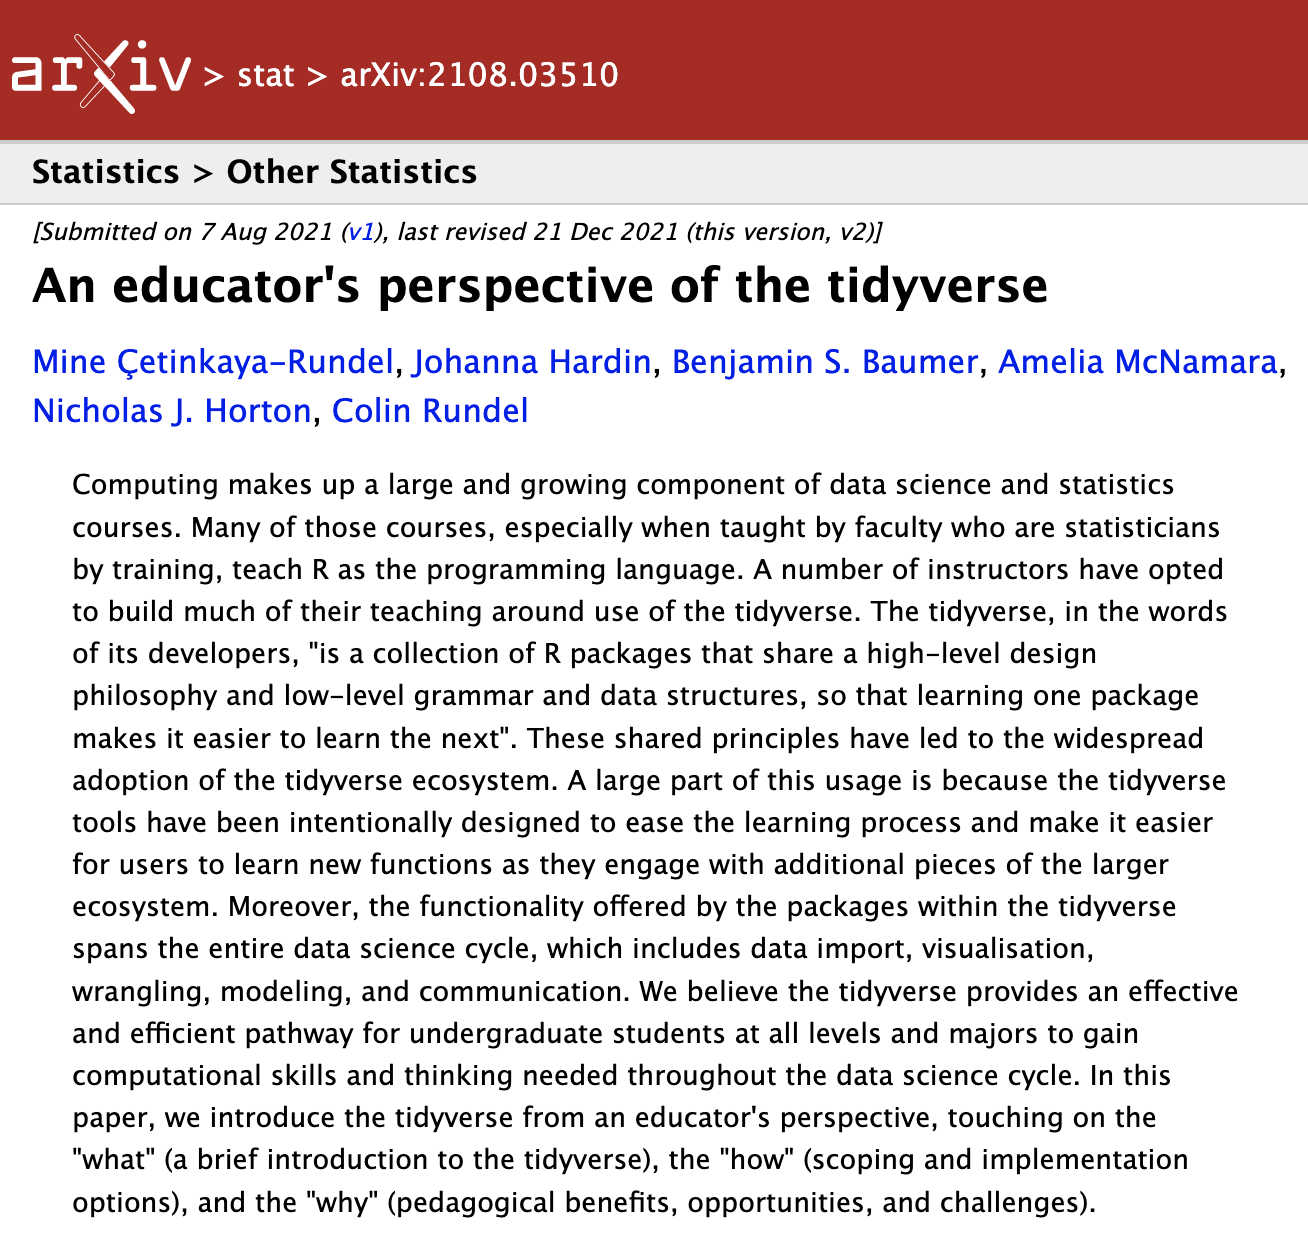 arXiv > stat > arXiv:2108.03510
Statistics > Other Statistics
[Submitted on 7 Aug 2021 (v1), last revised 21 Dec 2021 (this version, v2)]
An educator's perspective of the tidyverse
Mine Çetinkaya-Rundel, Johanna Hardin, Benjamin S. Baumer, Amelia McNamara,
Nicholas J. Horton, Colin Rundel
Computing makes up a large and growing component of data science and statistics
courses. Many of those courses, especially when taught by faculty who are statisticians
by training, teach R as the programming language. A number of instructors have opted
to build much of their teaching around use of the tidyverse. The tidyverse, in the words
of its developers, "is a collection of R packages that share a high-level design
philosophy and low-level grammar and data structures, so that learning one package
makes it easier to learn the next". These shared principles have led to the widespread
adoption of the tidyverse ecosystem. A large part of this usage is because the tidyverse
tools have been intentionally designed to ease the learning process and make it easier
for users to learn new functions as they engage with additional pieces of the larger
ecosystem. Moreover, the functionality offered by the packages within the tidyverse
spans the entire data science cycle, which includes data import, visualisation,
wrangling, modeling, and communication. We believe the tidyverse provides an effective
and efficient pathway for undergraduate students at all levels and majors to gain
computational skills and thinking needed throughout the data science cycle. In this
paper, we introduce the tidyverse from an educator's perspective, touching on the
"what" (a brief introduction to the tidyverse), the "how" (scoping and implementation
options), and the "why" (pedagogical benefits, opportunities, and challenges).